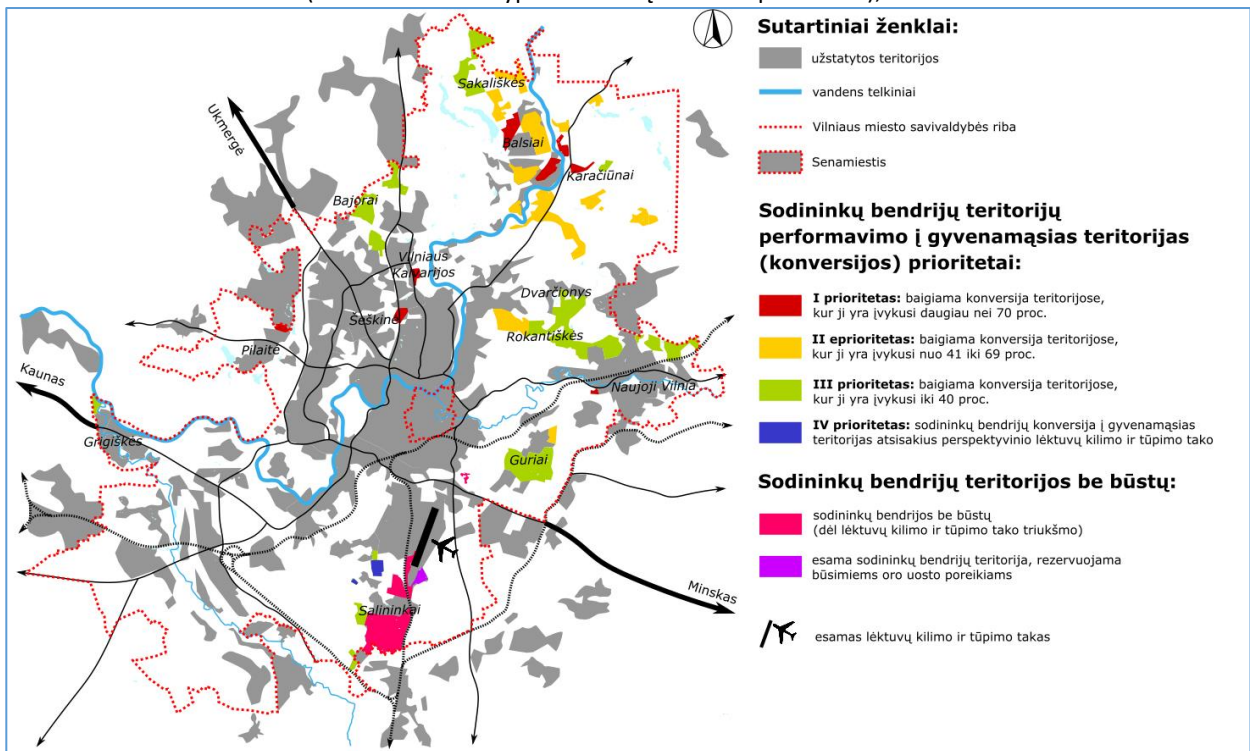 Sutartiniai ženklai:
užstatytos teritorijos
vandens telkiniai
Vilniaus miesto savivaldybės riba
Senamiestis
Sodininkų bendrijų teritorijų
performavimo į gyvenamąsias teritorijas
(konversijos) prioritetai:
I prioritetas: baigiama konversija teritorijose,
kur ji yra įvykusi daugiau nei 70 proc.
II eprioritetas: baigiama konversija teritorijose,
kur ji yra įvykusi nuo 41 iki 69 proc.
III prioritetas: baigiama konversija teritorijose,
kur ji yra įvykusi iki 40 proc.
IV prioritetas: sodininkų bendrijų konversija į gyvenamąsias
teritorijas atsisakius perspektyvinio lėktuvų kilimo ir tūpimo tako
Sodininkų bendrijų teritorijos be būstų:
sodininkų bendrijos be būstų
(dėl lėktuvų kilimo ir tūpimo tako triukšmo)
esama sodininkų bendrijų teritorija, rezervuojama
būsimiems oro uosto poreikiams
esamas lėktuvų kilimo ir tūpimo takas
Sakališkės
Ukmergė
Balsiai
Karačiūnai
Bajorai
Vilniaus
Kalvarijos
Dvarčionys
Šeškinė
Rokantiškės
Pilaitė
Kaunas
Naujoji Vilnia
Grigiškės
Guriai
Minskas
Salininkai